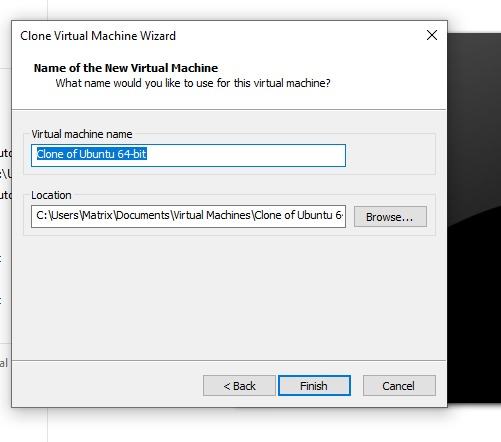 Clone Virtual Machine Wizard
Name of the New Virtual Machine
What name would you like to use for this virtual machine?
Virtual machine name
Clone of Ubuntu 64-bit
Location
C:\Users\Matrix\Documents\Virtual Machines\Clone of Ubuntu 6
Browse...
< Back
Finish
Cancel